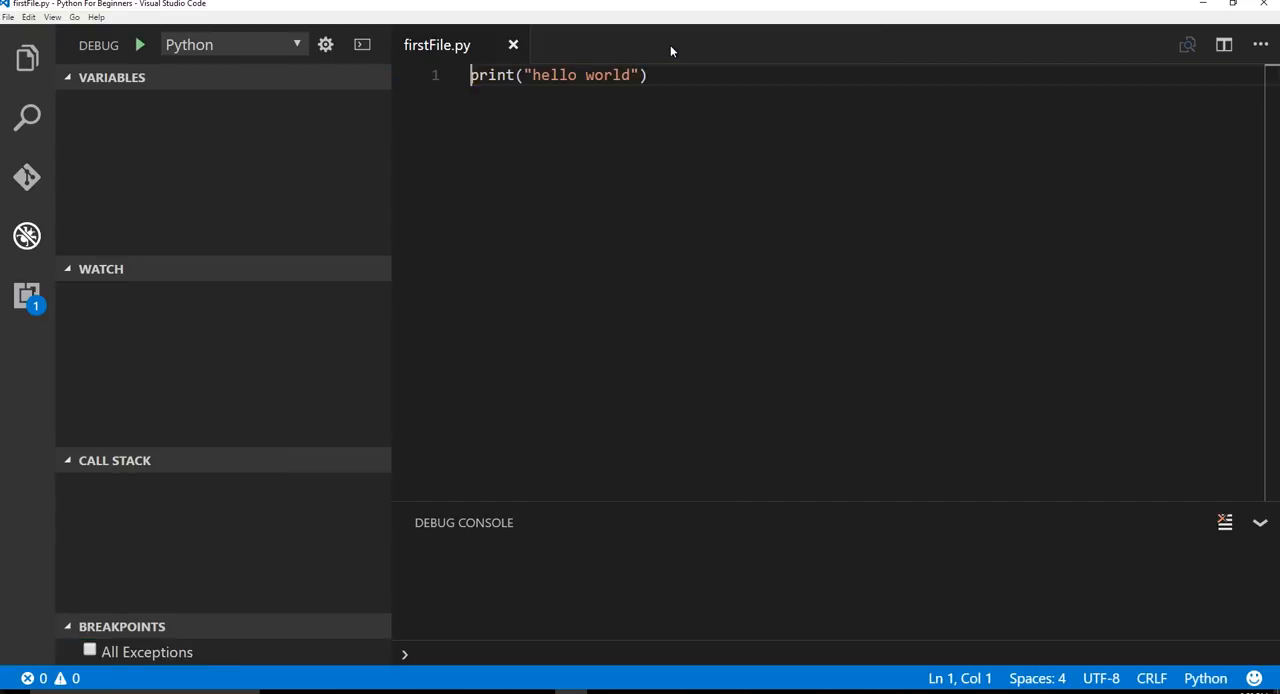 firstFile.py - Python For Beginners - Visual Studio Code
File Edit View Go Help
DEBUG Python firstFile.py
VARIABLES
1 print("hello world")
WATCH
1
CALL STACK
DEBUG CONSOLE
BREAKPOINTS
All Exceptions
0 0 Ln 1, Col 1 Spaces: 4 UTF-8 CRLF Python